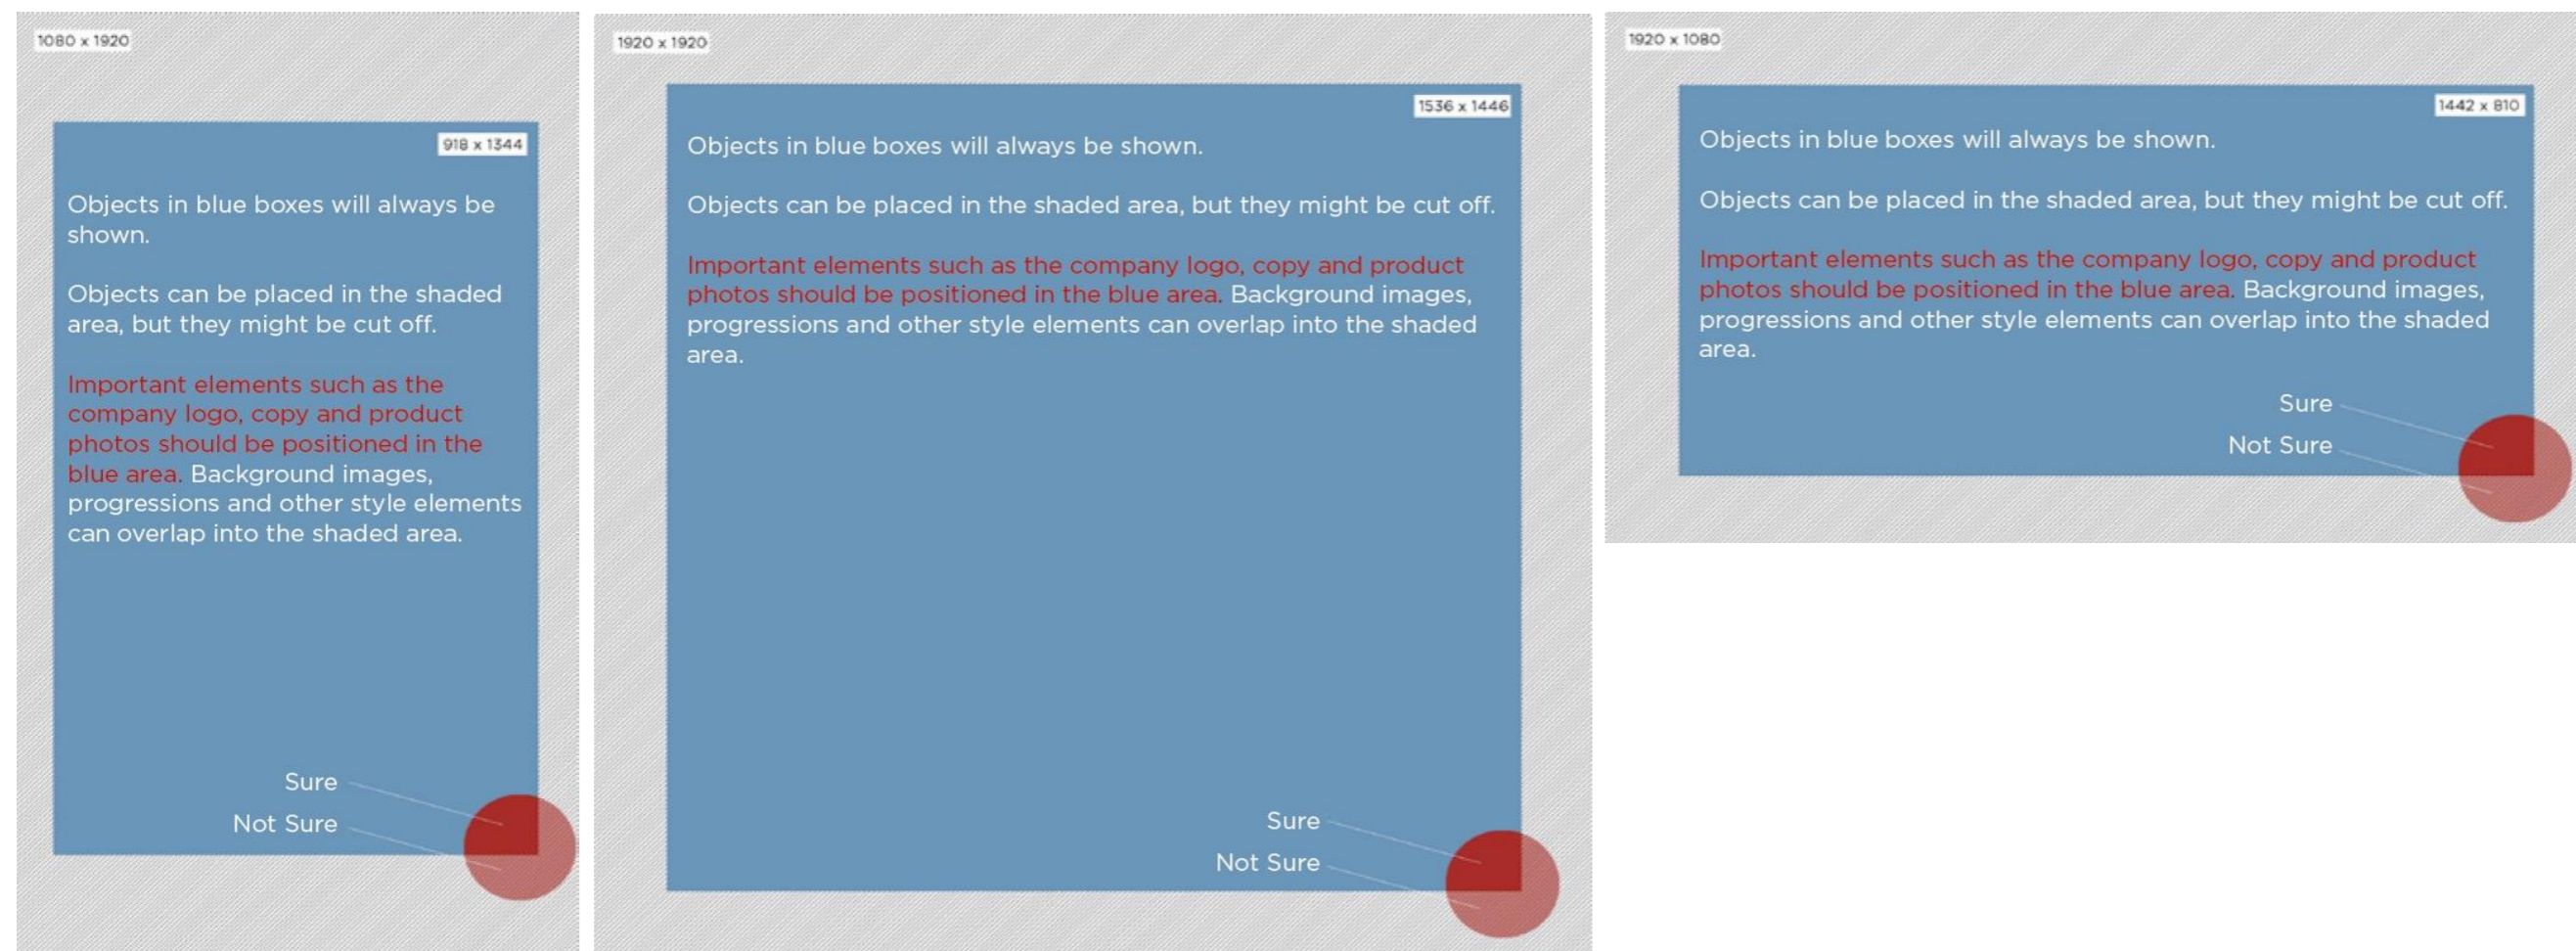 1080 x 1920
918 x 1344
Objects in blue boxes will always be
shown.
Objects can be placed in the shaded
area, but they might be cut off.
Important elements such as the
company logo, copy and product
photos should be positioned in the
blue area. Background images,
progressions and other style elements
can overlap into the shaded area.
Sure
Not Sure
1920 x 1920
1536 x 1446
Objects in blue boxes will always be shown.
Objects can be placed in the shaded area, but they might be cut off.
Important elements such as the company logo, copy and product
photos should be positioned in the blue area. Background images,
progressions and other style elements can overlap into the shaded
area.
Sure
Not Sure
1920 x 1080
1442 x 810
Objects in blue boxes will always be shown.
Objects can be placed in the shaded area, but they might be cut off.
Important elements such as the company logo, copy and product
photos should be positioned in the blue area. Background images,
progressions and other style elements can overlap into the shaded
area.
Sure
Not Sure